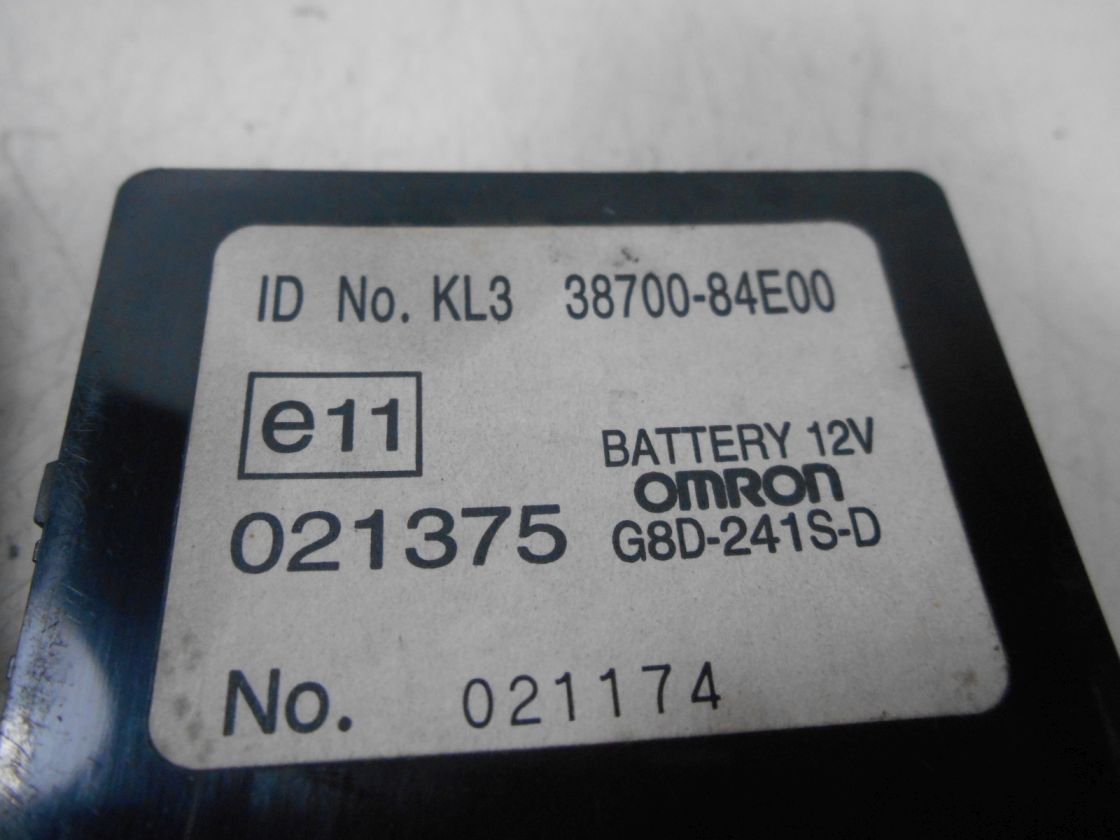 ID No. KL3 38700-84E00
e11
BATTERY 12V
OMRON
021375
G8D-241S-D
No. 021174